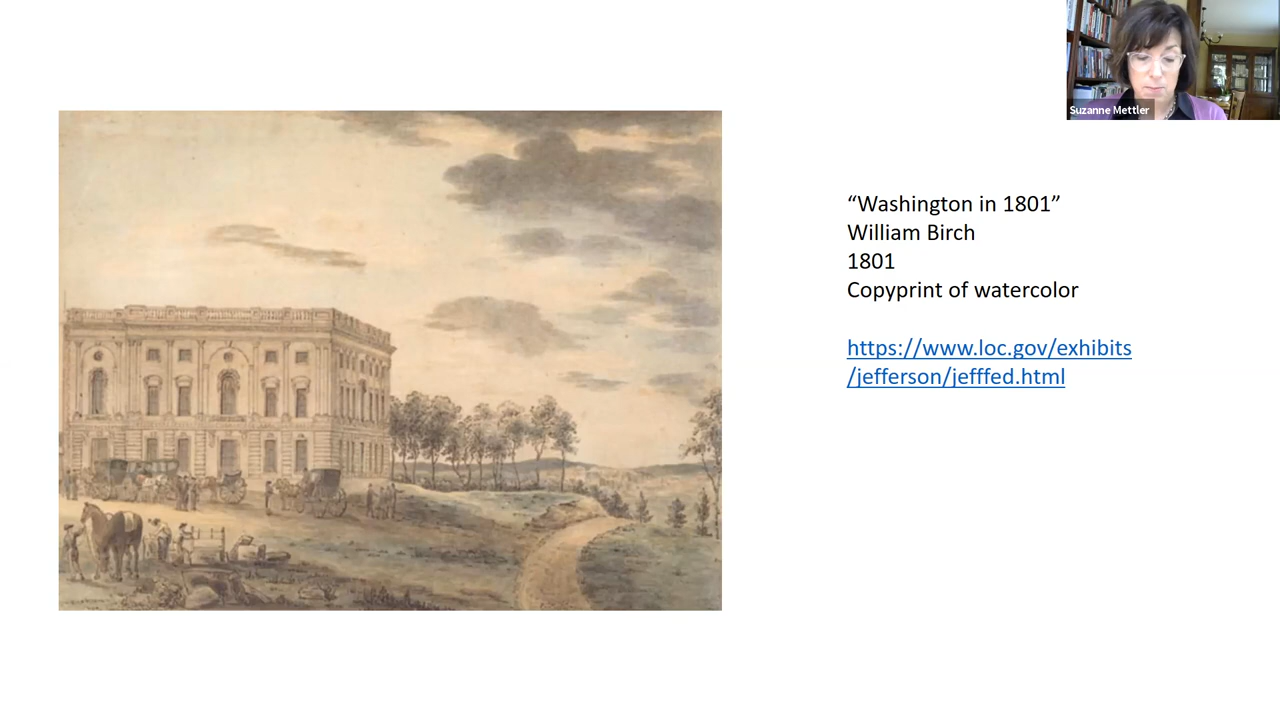 Suzanne Mettler
“Washington in 1801”
William Birch
1801
Copyprint of watercolor
https://www.loc.gov/exhibits
/jefferson/jefffed.html